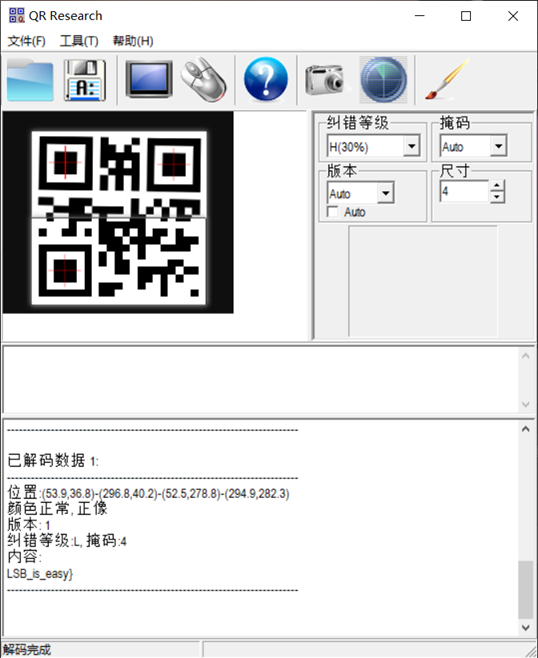 QR Research
文件(F) 工具(T) 帮助(H)
A:
纠错等级 掩码
H(30%) Auto
版本 尺寸
Auto 4
Auto
--------------------------------------------------------------------------------
已解码数据 1:
--------------------------------------------------------------------------------
位置:(53.9,36.8)-(296.8,40.2)-(52.5,278.8)-(294.9,282.3)
颜色正常, 正像
版本: 1
纠错等级:L, 掩码:4
内容:
LSB_is_easy}
--------------------------------------------------------------------------------
解码完成